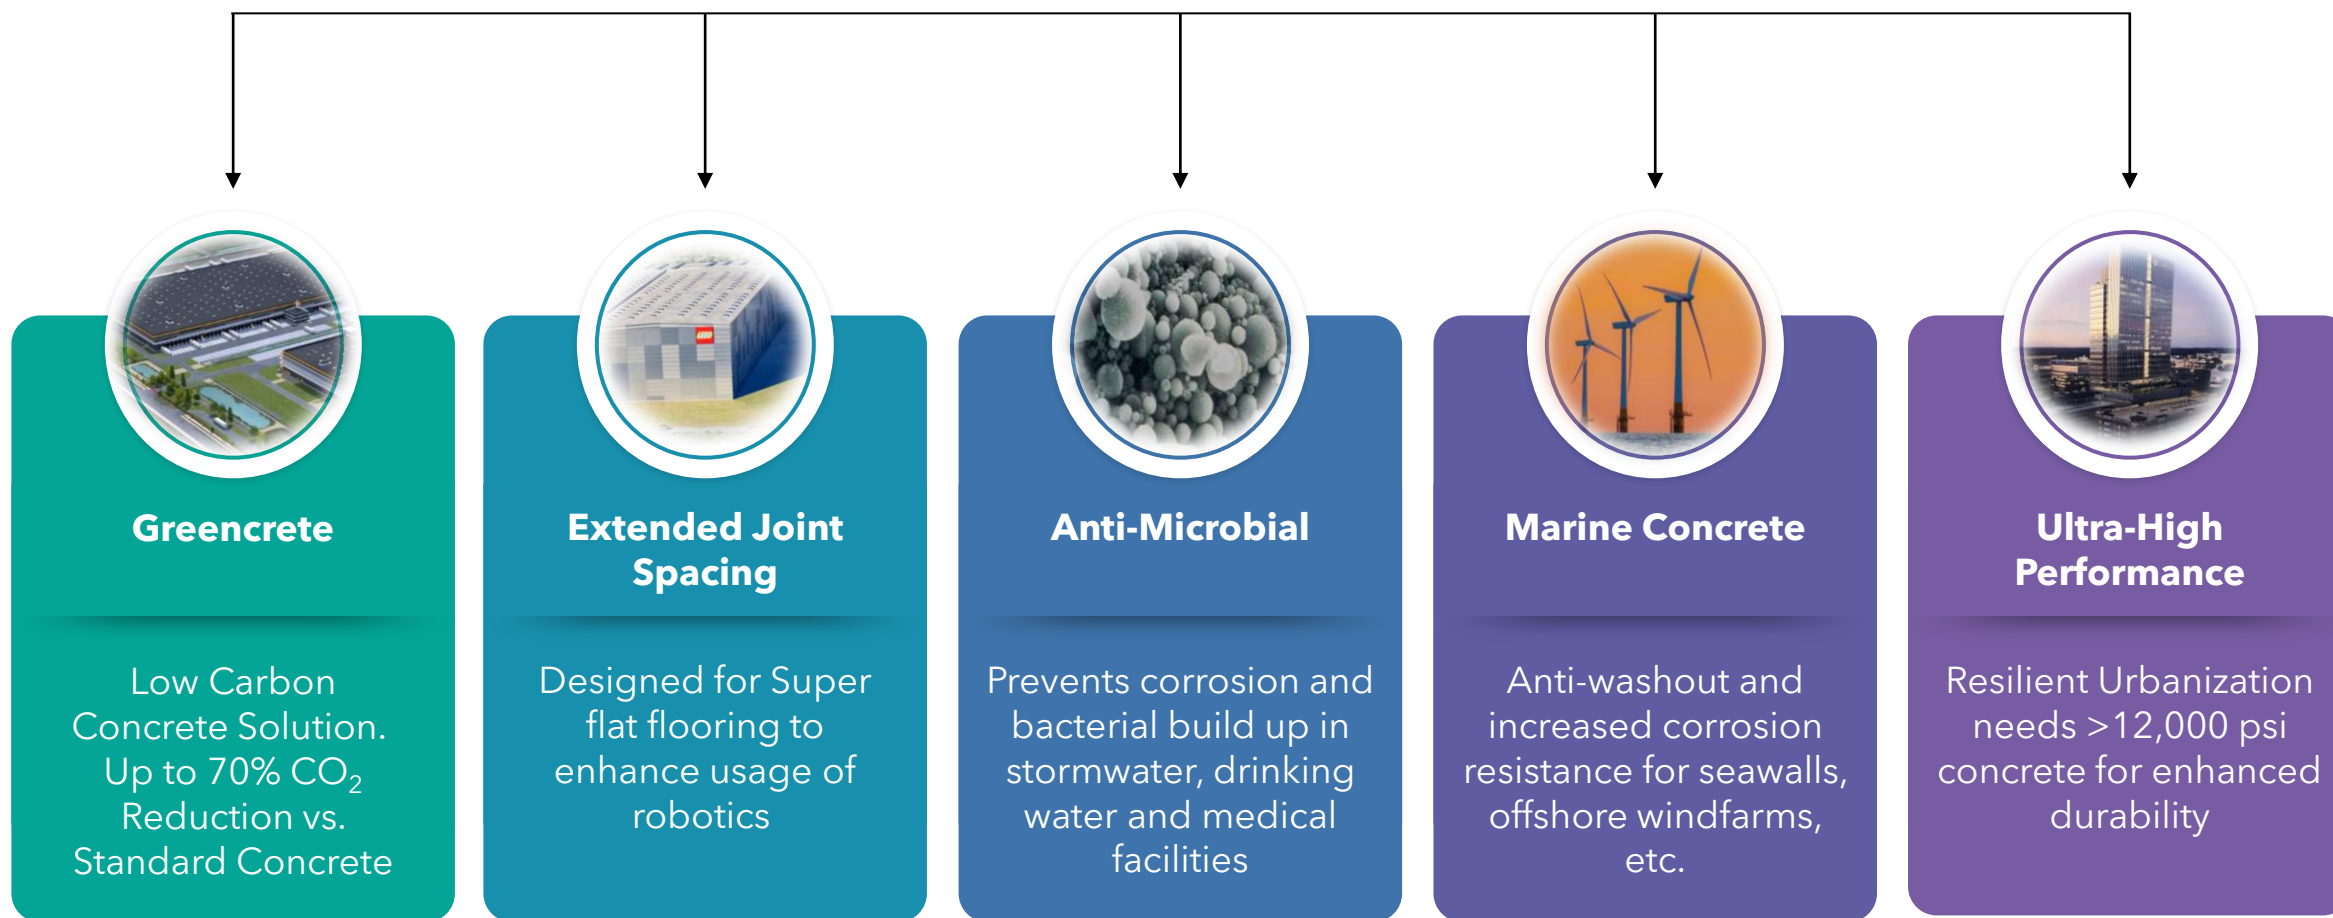 LEGO
Greencrete
Low Carbon
Concrete Solution.
Up to 70% CO₂
Reduction vs.
Standard Concrete
Extended Joint
Spacing
Designed for Super
flat flooring to
enhance usage of
robotics
Anti-Microbial
Prevents corrosion and
bacterial build up in
stormwater, drinking
water and medical
facilities
Marine Concrete
Anti-washout and
increased corrosion
resistance for seawalls,
offshore windfarms,
etc.
Ultra-High
Performance
Resilient Urbanization
needs >12,000 psi
concrete for enhanced
durability